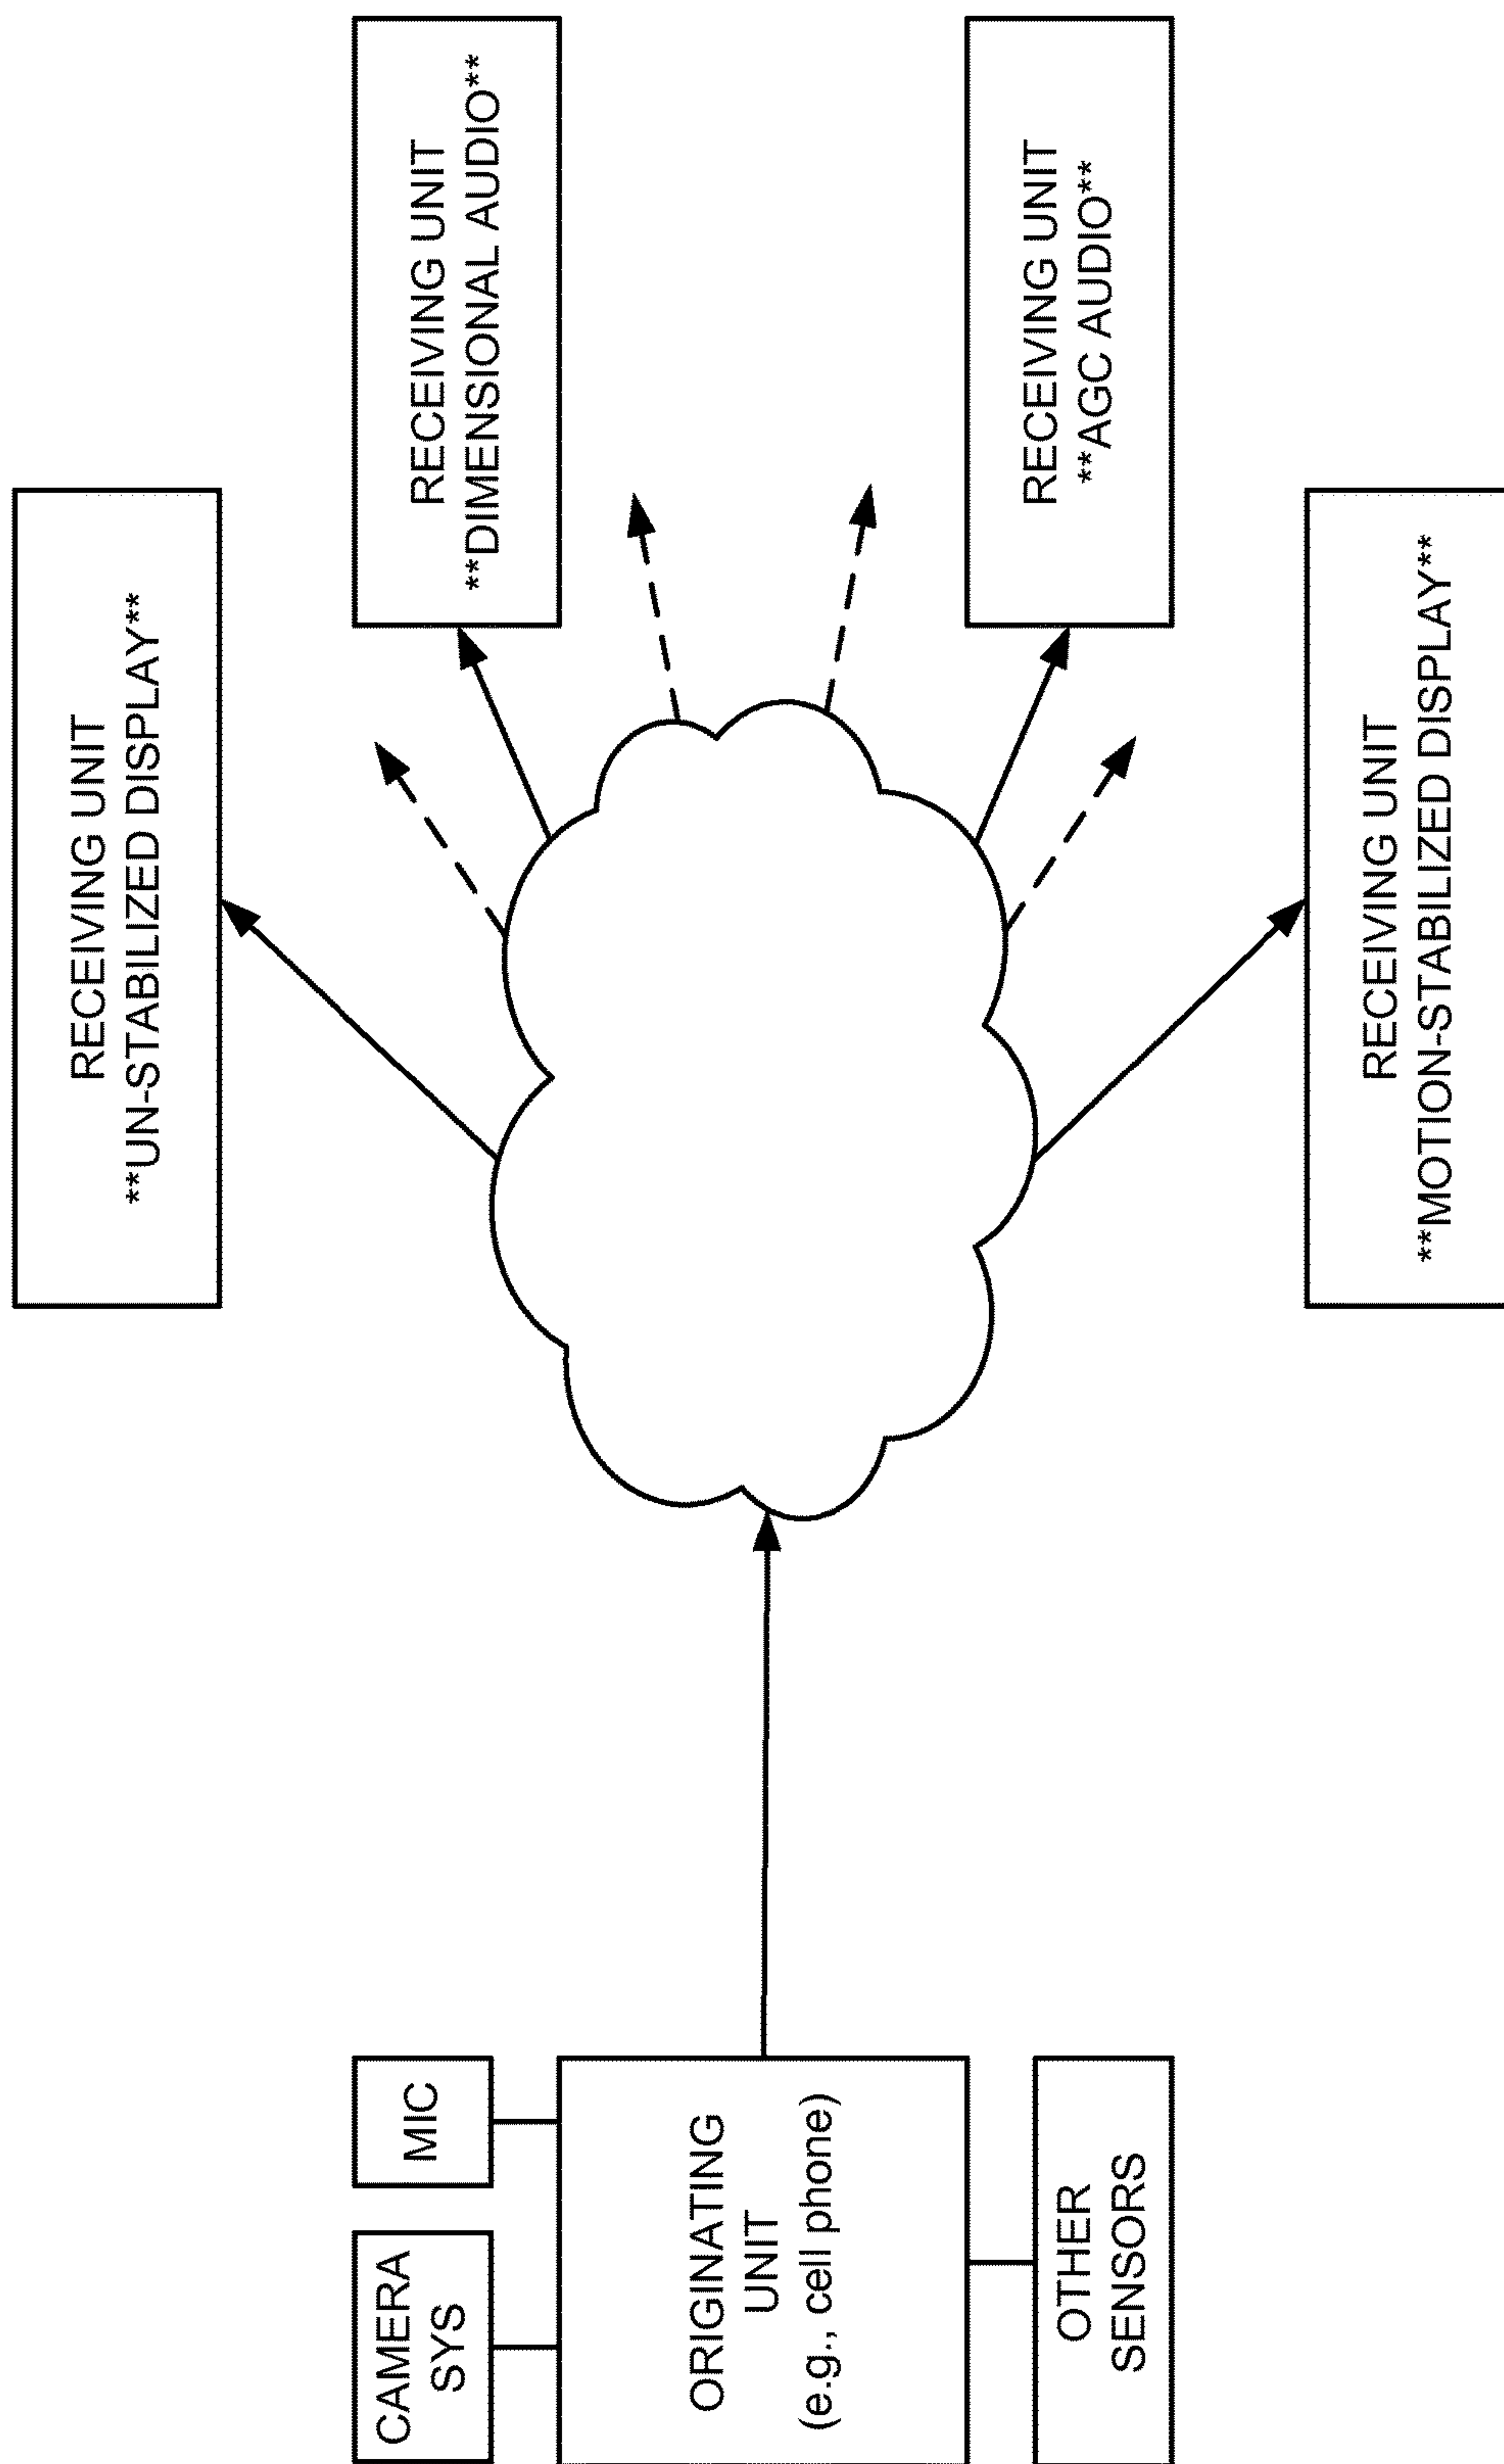 CAMERA
SYS
MIC
ORIGINATING
UNIT
(e.g., cell phone)
OTHER
SENSORS
RECEIVING UNIT
**UN-STABILIZED DISPLAY**
RECEIVING UNIT
**DIMENSIONAL AUDIO**
RECEIVING UNIT
**AGC AUDIO**
RECEIVING UNIT
**MOTION-STABILIZED DISPLAY**